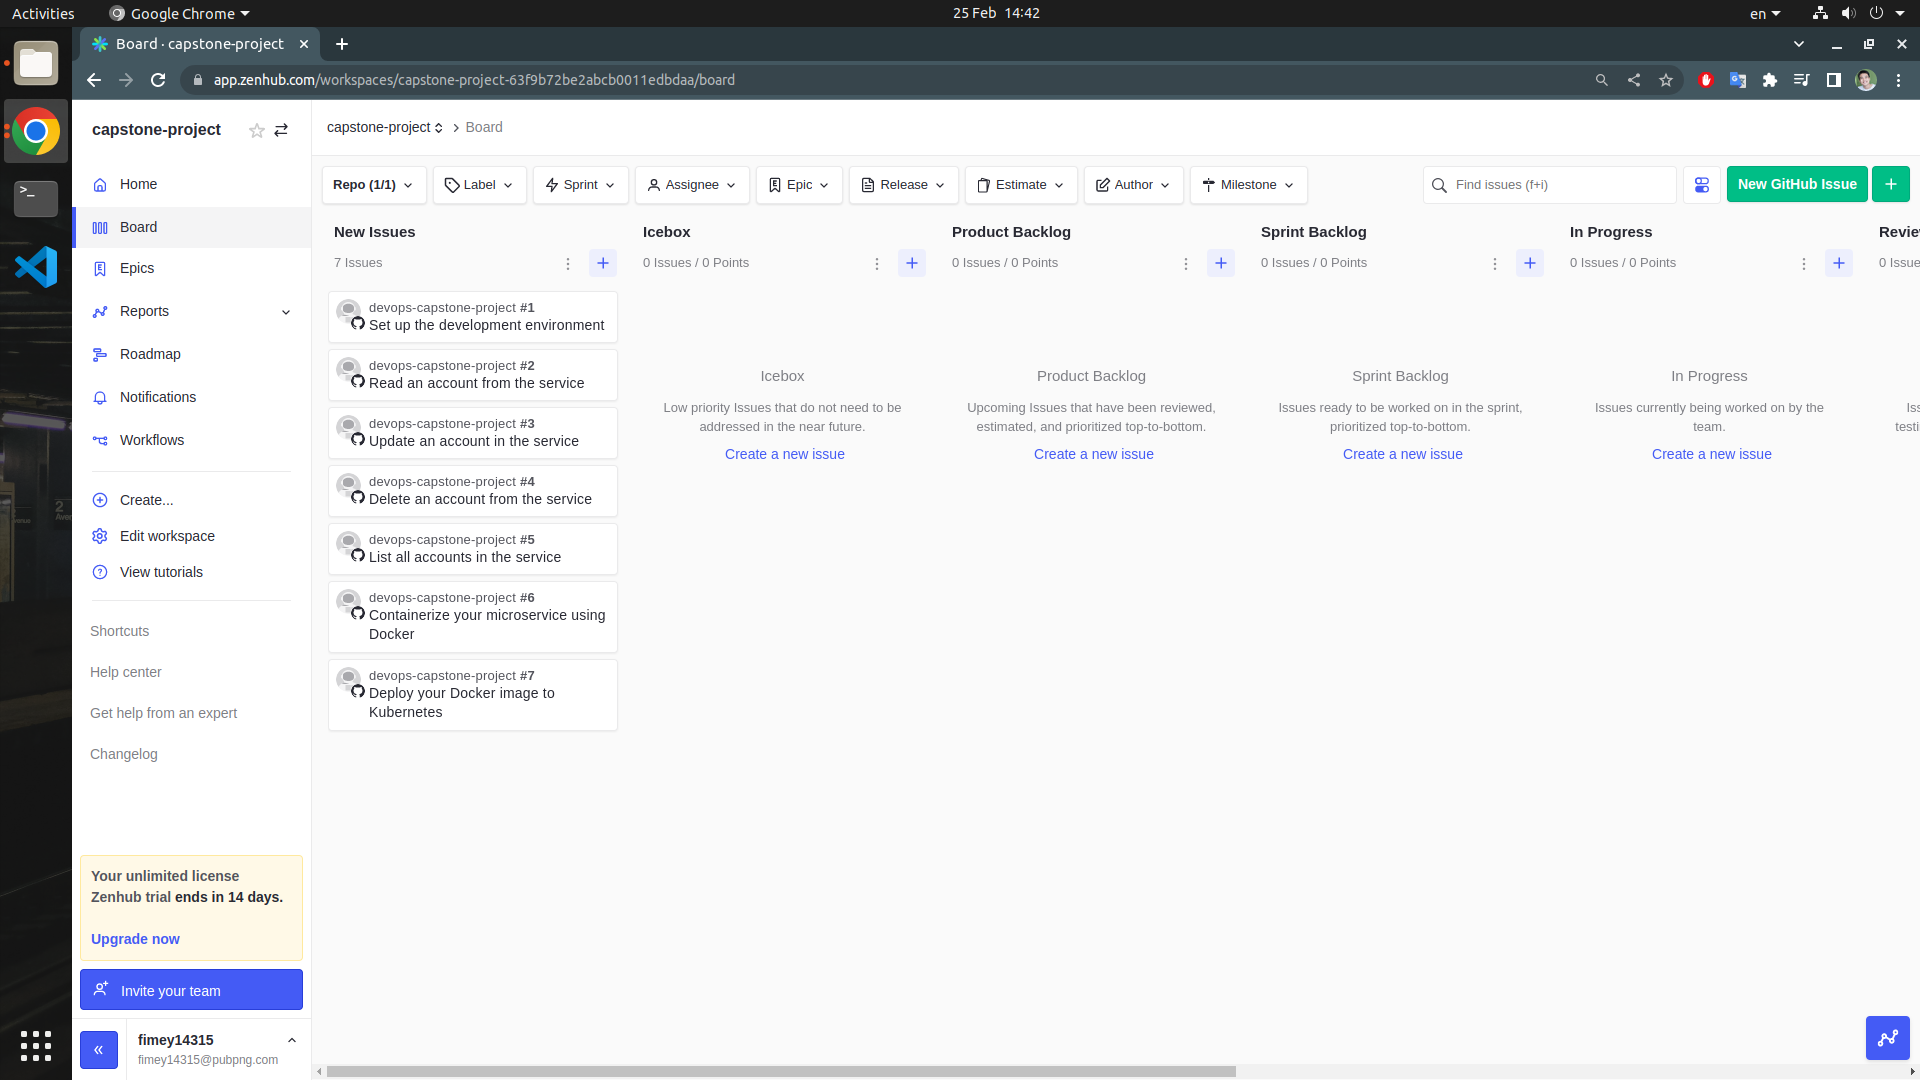 Activities
Google Chrome
25 Feb 14:42
en
Board · capstone-project
app.zenhub.com/workspaces/capstone-project-63f9b72be2abcb0011edbdaa/board
capstone-project
Home
Board
Epics
Reports
Roadmap
Notifications
Workflows
Create...
Edit workspace
View tutorials
Shortcuts
Help center
Get help from an expert
Changelog
Your unlimited license
Zenhub trial ends in 14 days.
Upgrade now
Invite your team
fimey14315
fimey14315@pubpng.com
capstone-project
Board
Repo (1/1)
Label
Sprint
Assignee
Epic
Release
Estimate
Author
Milestone
Find issues (f+i)
New GitHub Issue
New Issues
7 Issues
devops-capstone-project #1
Set up the development environment
devops-capstone-project #2
Read an account from the service
devops-capstone-project #3
Update an account in the service
devops-capstone-project #4
Delete an account from the service
devops-capstone-project #5
List all accounts in the service
devops-capstone-project #6
Containerize your microservice using
Docker
devops-capstone-project #7
Deploy your Docker image to
Kubernetes
Icebox
0 Issues / 0 Points
Icebox
Low priority Issues that do not need to be
addressed in the near future.
Create a new issue
Product Backlog
0 Issues / 0 Points
Product Backlog
Upcoming Issues that have been reviewed,
estimated, and prioritized top-to-bottom.
Create a new issue
Sprint Backlog
0 Issues / 0 Points
Sprint Backlog
Issues ready to be worked on in the sprint,
prioritized top-to-bottom.
Create a new issue
In Progress
0 Issues / 0 Points
In Progress
Issues currently being worked on by the
team.
Create a new issue